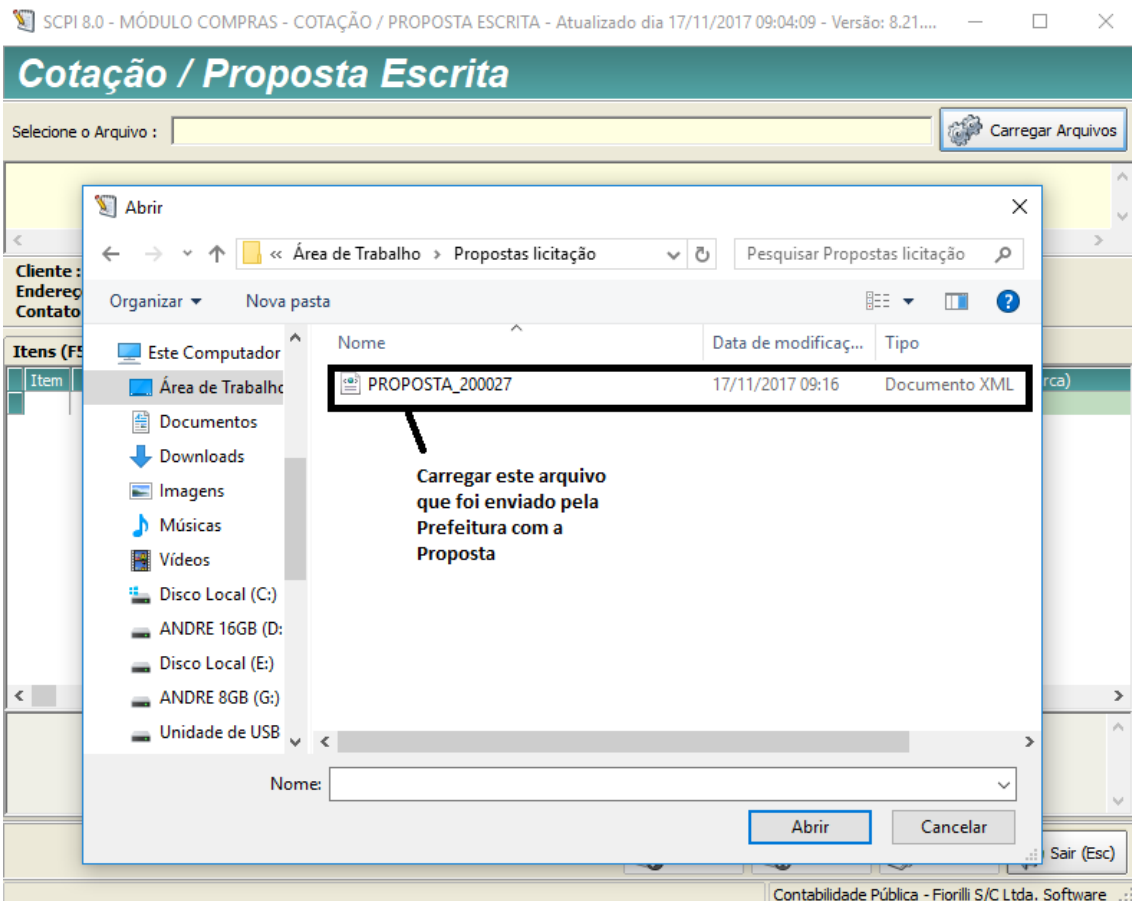 SCPI 8.0 - MÓDULO COMPRAS - COTAÇÃO / PROPOSTA ESCRITA - Atualizado dia 17/11/2017 09:04:09 - Versão: 8.21....
Cotação / Proposta Escrita
Selecione o Arquivo :
Carregar Arquivos
Abrir
« Área de Trabalho > Propostas licitação
Pesquisar Propostas licitação
Cliente :
Endereç
Contato
Organizar
Nova pasta
Itens (F5
Item
rca)
Este Computador
Área de Trabalho
Documentos
Downloads
Imagens
Músicas
Vídeos
Disco Local (C:)
ANDRE 16GB (D:
Disco Local (E:)
ANDRE 8GB (G:)
Unidade de USB
Nome
Data de modificaç...
Tipo
PROPOSTA_200027
17/11/2017 09:16
Documento XML
Carregar este arquivo
que foi enviado pela
Prefeitura com a
Proposta
Nome:
Abrir
Cancelar
Sair (Esc)
Contabilidade Pública - Fiorilli S/C Ltda. Software